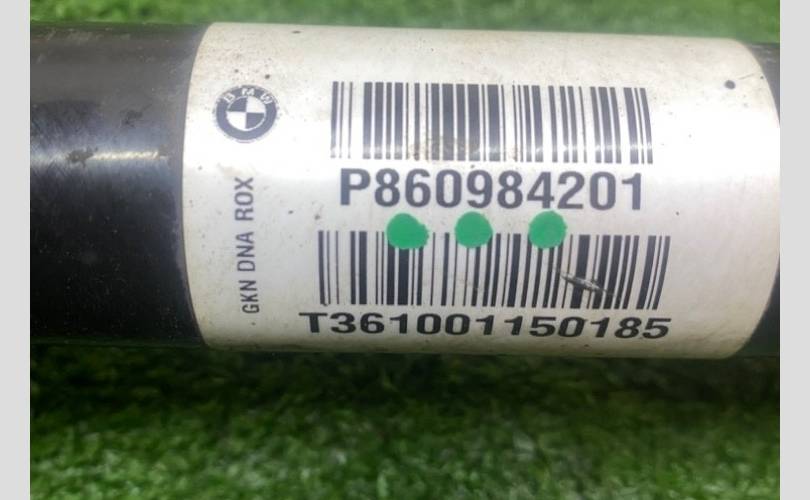 BMW
P860984201
GKN DNA ROX
T361001150185